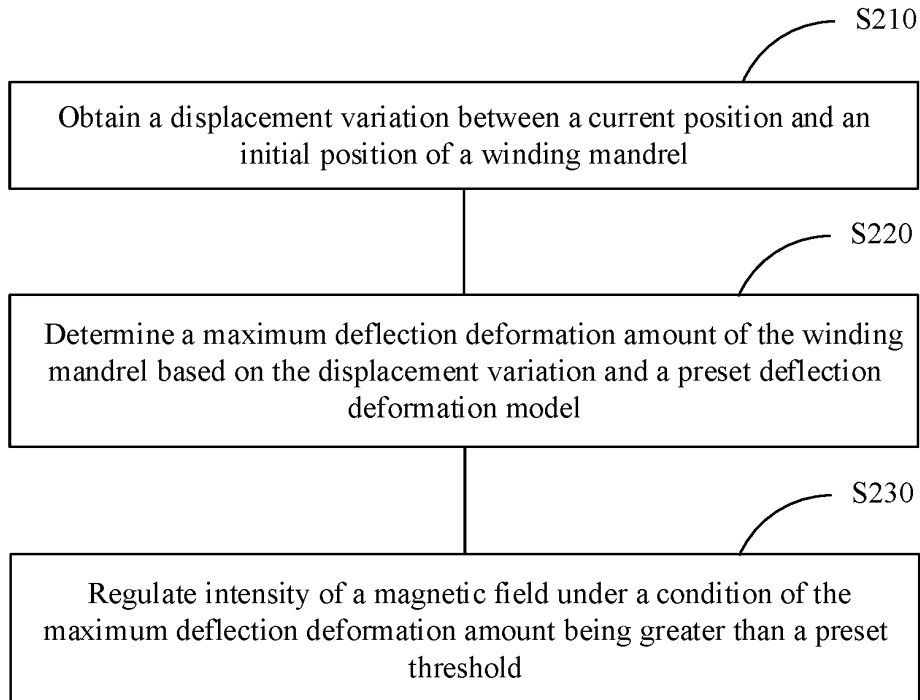 S210
Obtain a displacement variation between a current position and an
initial position of a winding mandrel
S220
Determine a maximum deflection deformation amount of the winding
mandrel based on the displacement variation and a preset deflection
deformation model
S230
Regulate intensity of a magnetic field under a condition of the
maximum deflection deformation amount being greater than a preset
threshold